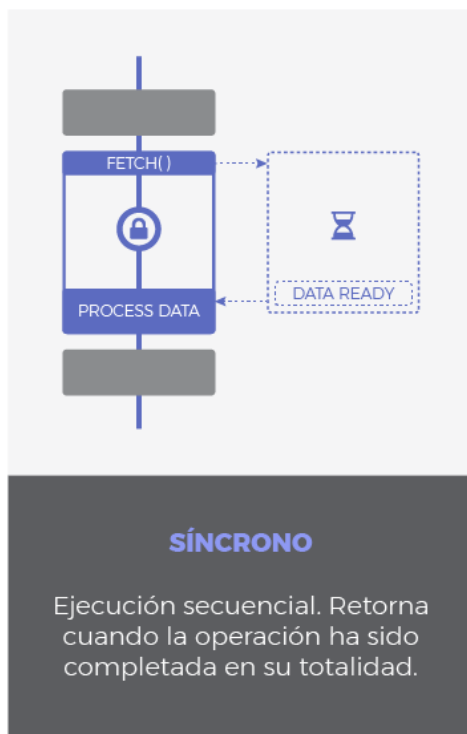 FETCH( )
PROCESS DATA
DATA READY
SÍNCRONO
Ejecución secuencial. Retorna
cuando la operación ha sido
completada en su totalidad.